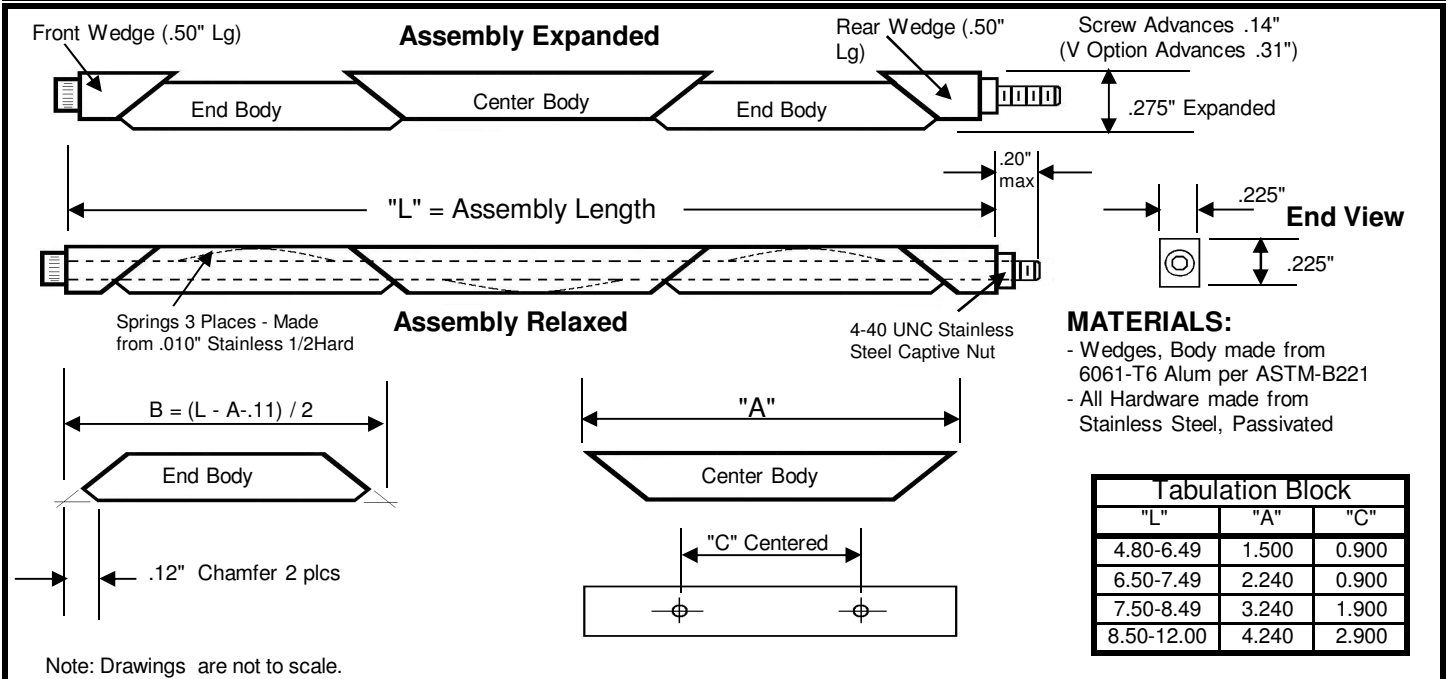 Front Wedge (.50" Lg)
Assembly Expanded
Rear Wedge (.50"
Lg)
Screw Advances .14"
(V Option Advances .31")
End Body
Center Body
End Body
.275" Expanded
.20"
max
"L" = Assembly Length
.225"
End View
.225"
Springs 3 Places - Made
from .010" Stainless 1/2Hard
Assembly Relaxed
4-40 UNC Stainless
Steel Captive Nut
MATERIALS:
- Wedges, Body made from
6061-T6 Alum per ASTM-B221
- All Hardware made from
Stainless Steel, Passivated
B = (L - A-.11) / 2
End Body
.12" Chamfer 2 plcs
"A"
Center Body
"C" Centered
Tabulation Block
"L" "A" "C"
4.80-6.49 1.500 0.900
6.50-7.49 2.240 0.900
7.50-8.49 3.240 1.900
8.50-12.00 4.240 2.900
Note: Drawings are not to scale.